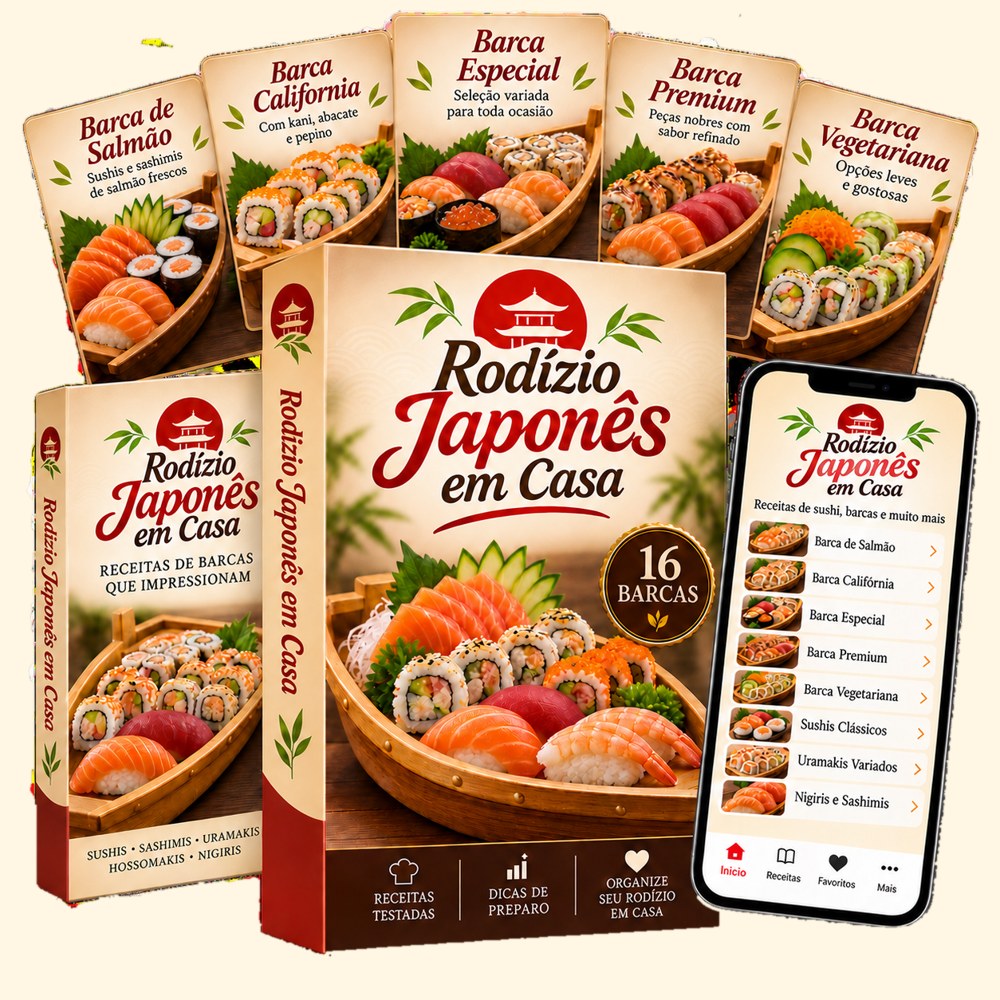 Barca de
Salmão
Sushis e sashimis
de salmão frescos
Barca
California
Com kani, abacate
e pepino
Barca
Especial
Seleção variada
para toda ocasião
Barca
Premium
Peças nobres com
sabor refinado
Barca
Vegetariana
Opções leves
e gostosas
Rodízio Japonês em Casa
Rodízio
Japonês
em Casa
RECEITAS DE BARCAS
QUE IMPRESSIONAM
SUSHIS • SASHIMIS • URAMAKIS
HOSSOMAKIS • NIGIRIS
Rodizio Japonês em Casa
Rodízio
Japonês
em Casa
16
BARCAS
RECEITAS
TESTADAS
DICAS DE
PREPARO
ORGANIZE
SEU RODÍZIO
EM CASA
Rodízio
Japonês
em Casa
Receitas de sushi, barcas e muito mais
Barca de Salmão
Barca Califórnia
Barca Especial
Barca Premium
Barca Vegetariana
Sushis Clássicos
Uramakis Variados
Nigiris e Sashimis
Inicio
Receitas
Favoritos
Mais